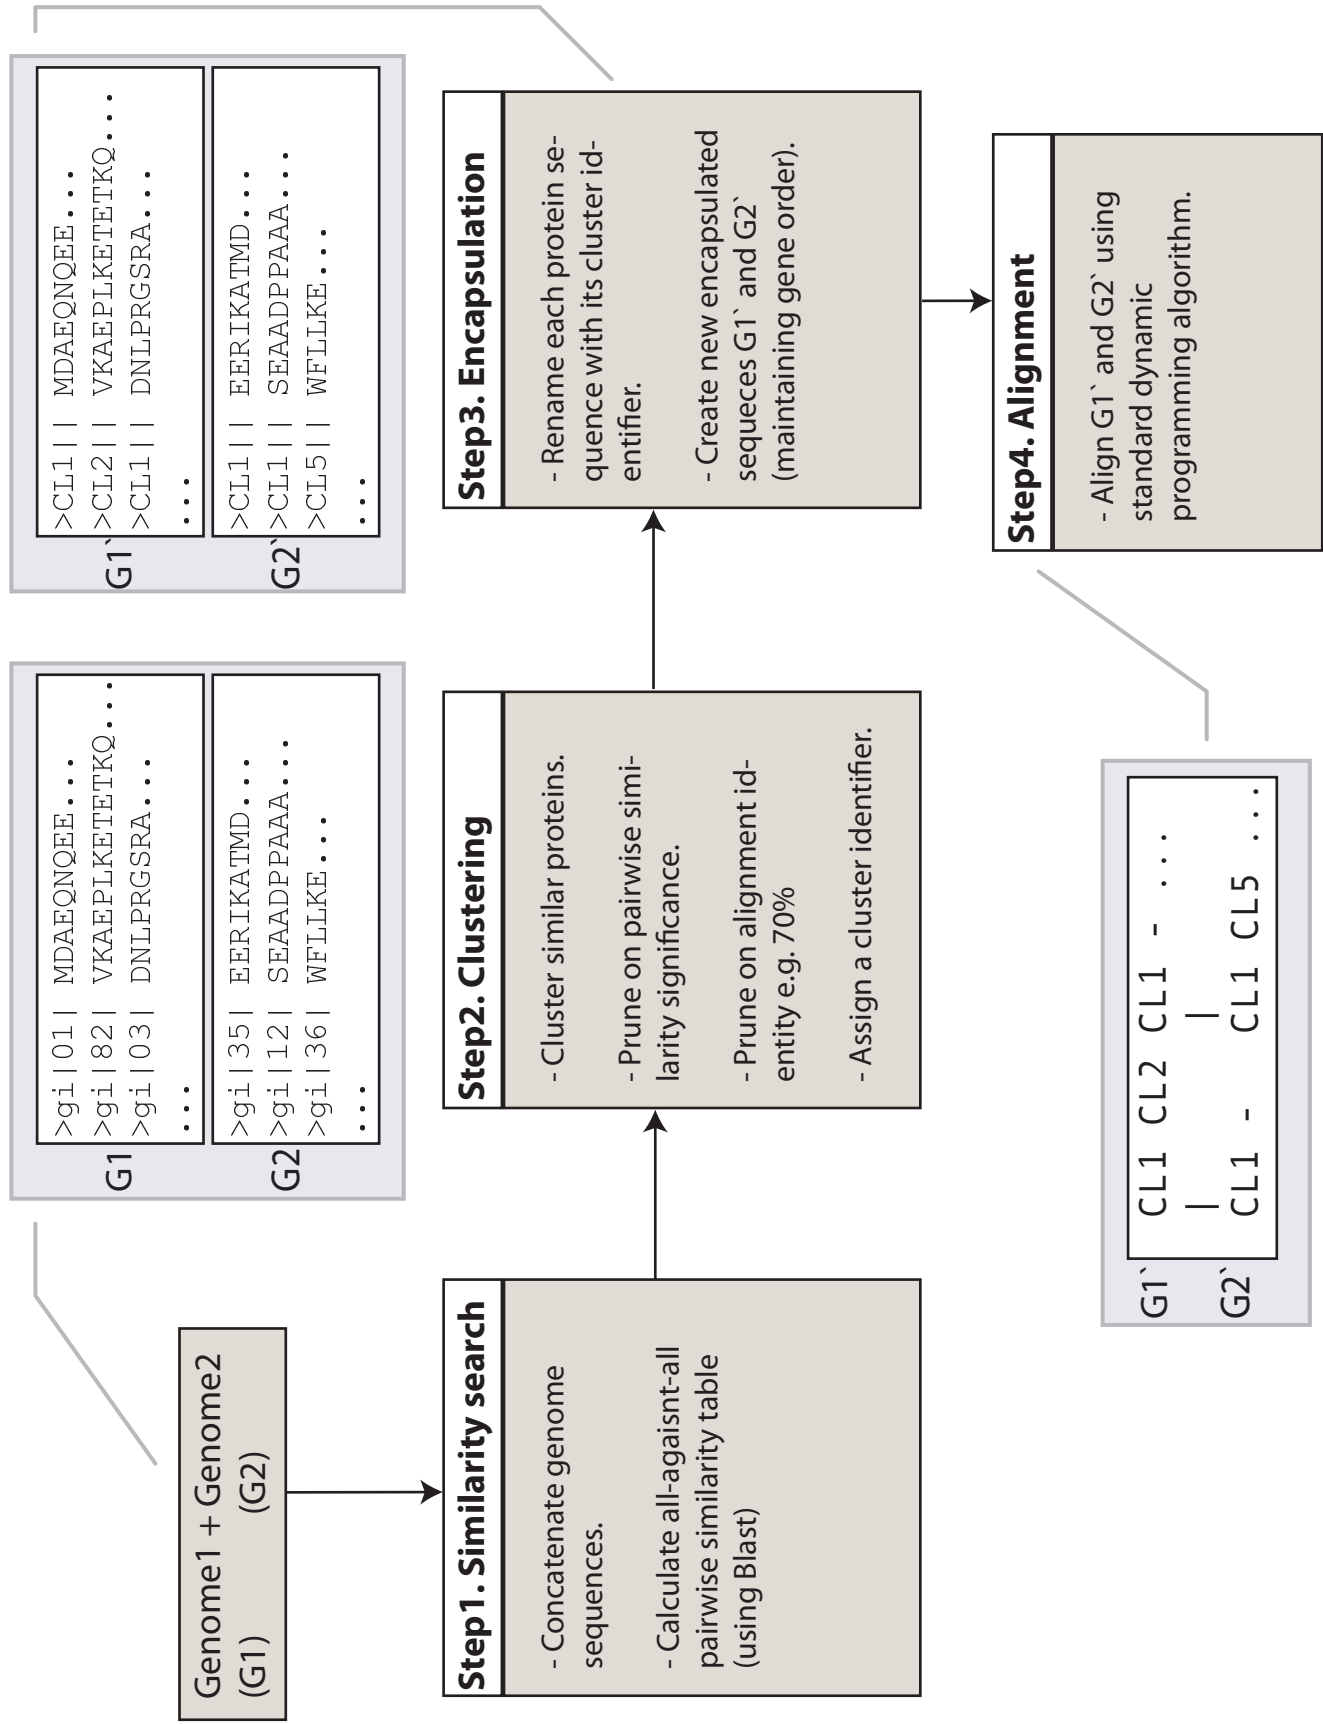 Genome1 + Genome2
(G1) (G2)
G1
>gi|01| MDAEQNQEE...
>gi|82| VKAEPLKETETKQ...
>gi|03| DNLPRGSRA...
...
G2
>gi|35| EERIKATMD...
>gi|12| SEAADPPAAA...
>gi|36| WFLLKE...
...
G1`
>CL1|| MDAEQNQEE...
>CL2|| VKAEPLKETETKQ...
>CL1|| DNLPRGSRA...
...
G2`
>CL1|| EERIKATMD...
>CL1|| SEAADPPAAA...
>CL5|| WFLLKE...
...
Step1. Similarity search
- Concatenate genome
sequences.
- Calculate all-agaisnt-all
pairwise similarity table
(using Blast)
Step2. Clustering
- Cluster similar proteins.
- Prune on pairwise simi-
larity significance.
- Prune on alignment id-
entity e.g. 70%
- Assign a cluster identifier.
Step3. Encapsulation
- Rename each protein se-
quence with its cluster id-
entifier.
- Create new encapsulated
sequeces G1` and G2`
(maintaining gene order).
Step4. Alignment
- Align G1` and G2` using
standard dynamic
programming algorithm.
G1` CL1 CL2 CL1 - ...
| |
G2` CL1 - CL1 CL5 ...